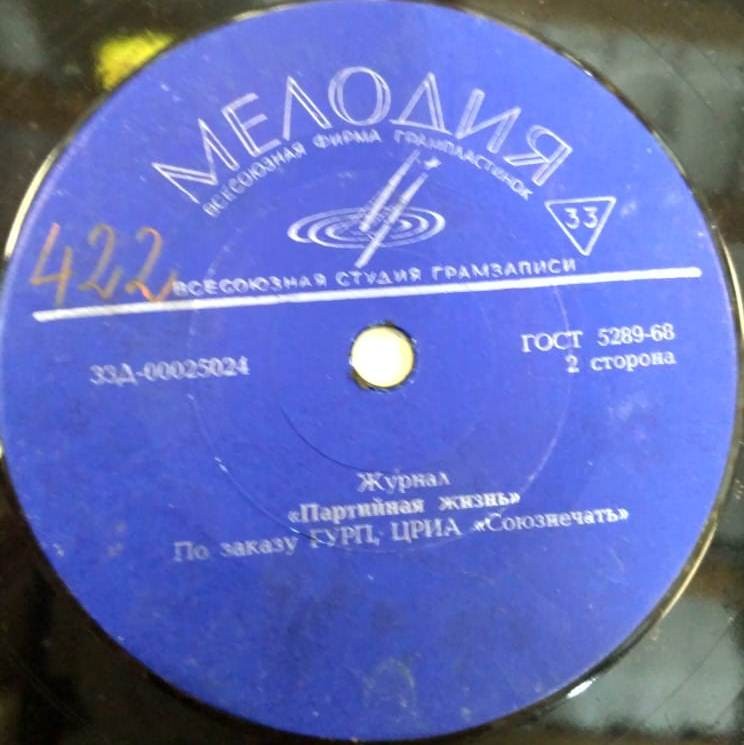 МЕЛОДИЯ
ВСЕСОЮЗНАЯ ФИРМА ГРАМПЛАСТИНОК
33
422
ВСЕСОЮЗНАЯ СТУДИЯ ГРАМЗАПИСИ
33Д-00025024
ГОСТ 5289-68
2 сторона
Журнал
«Партийная жизнь»
По заказу ГУРП, ЦРИА «Союзпечать»